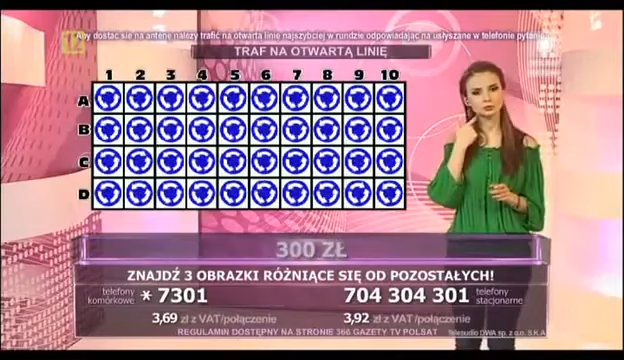 Aby dostać się na antenę należy trafić na otwartą linię najszybciej w rundzie odpowiadając na usłyszane w telefonie pytanie.
12
TRAF NA OTWARTĄ LINIĘ
1 2 3 4 5 6 7 8 9 10
A
B
C
D
300 ZŁ
ZNAJDŹ 3 OBRAZKI RÓŻNIĄCE SIĘ OD POZOSTAŁYCH!
telefony komórkowe * 7301 704 304 301 telefony stacjonarne
3,69 zł z VAT/połączenie 3,92 zł z VAT/połączenie
REGULAMIN DOSTĘPNY NA STRONIE 366 GAZETY TV POLSAT
Teleaudio DWA sp. z o.o. S.K.A